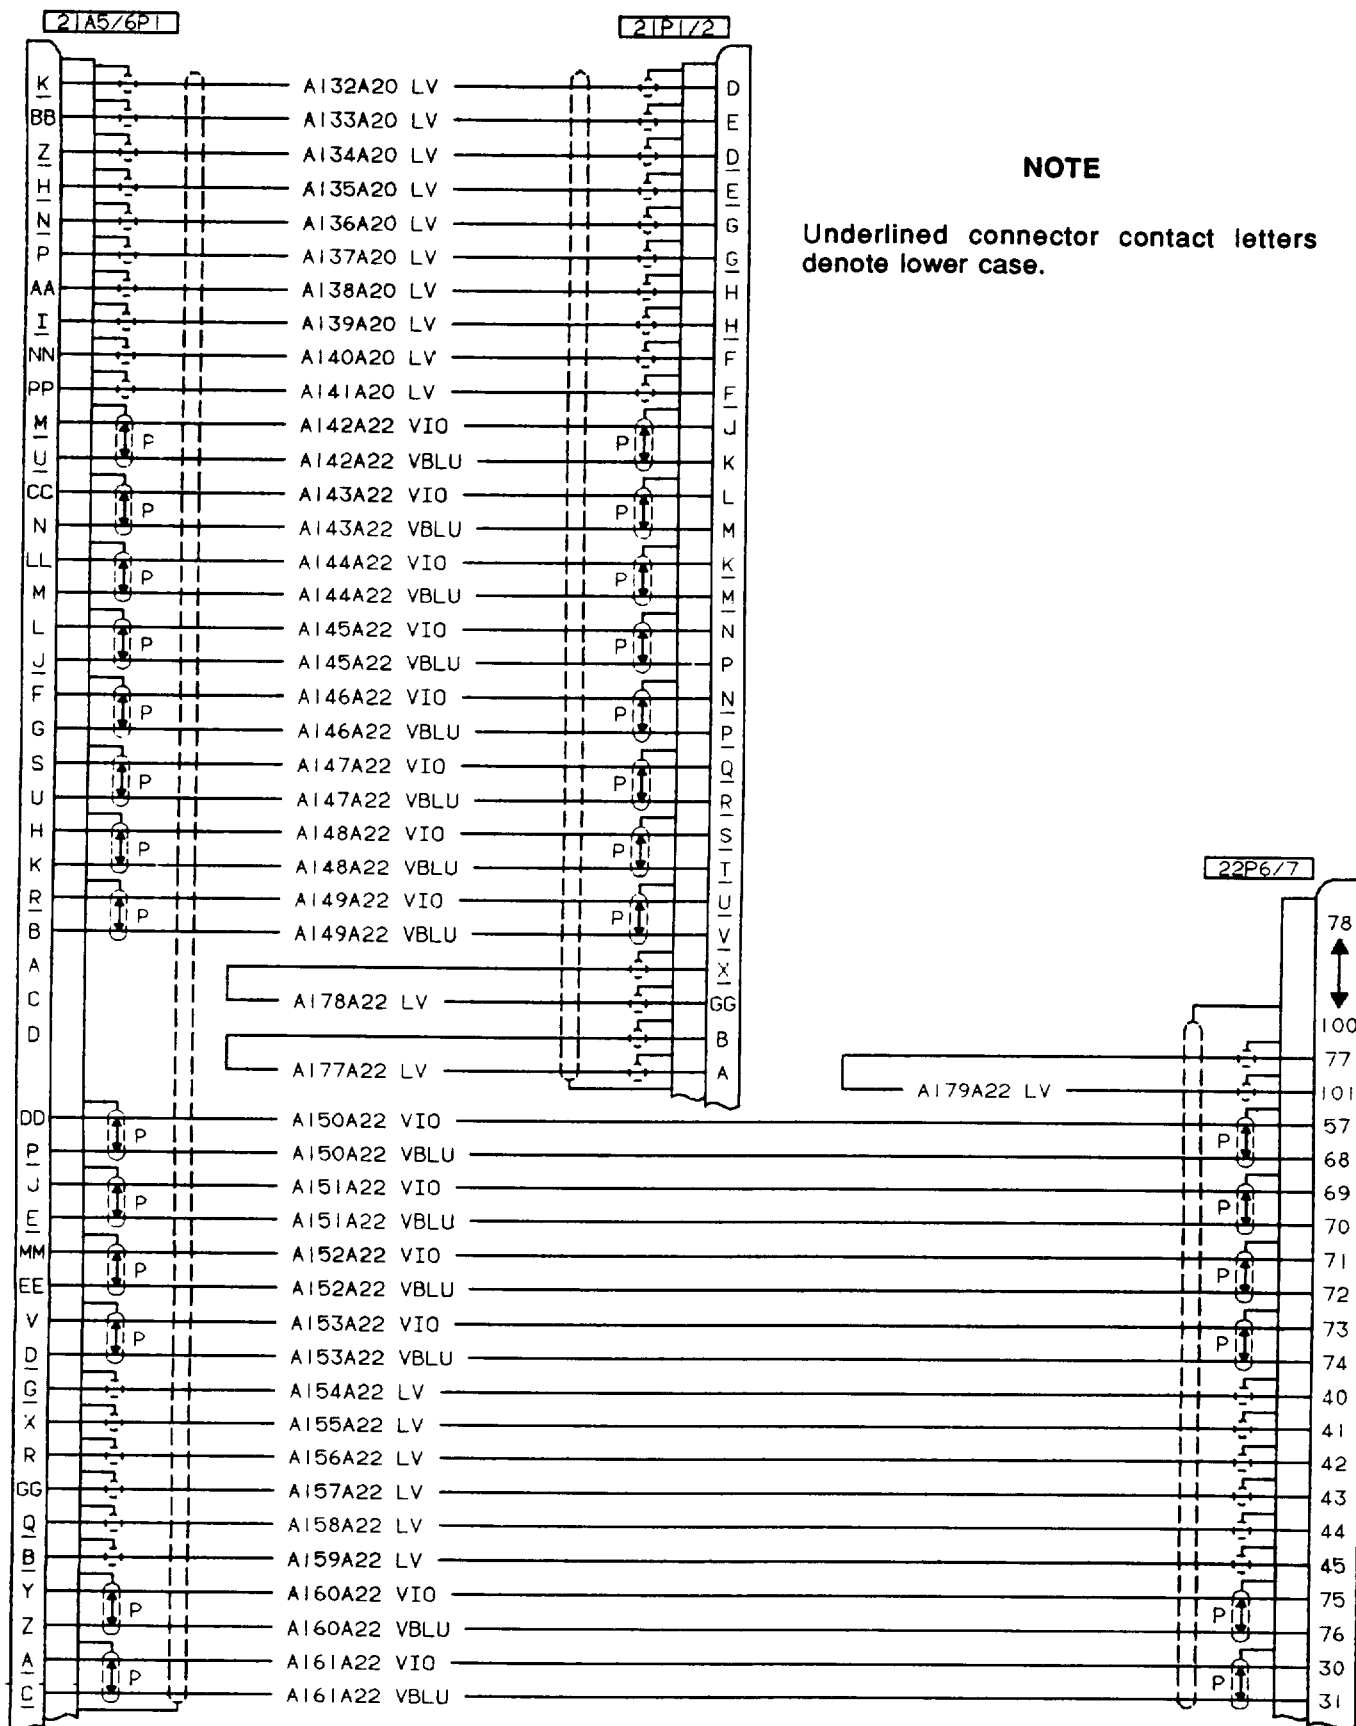 21A5/6P1 21P1/2
K A132A20 LV D
BB A133A20 LV E
Z A134A20 LV D
H A135A20 LV E
N A136A20 LV G
P A137A20 LV G
AA A138A20 LV H
I A139A20 LV H
NN A140A20 LV F
PP A141A20 LV F
M A142A22 VIO J
P P
U A142A22 VBLU K
CC A143A22 VIO L
P P
N A143A22 VBLU M
LL A144A22 VIO K
P P
M A144A22 VBLU M
L A145A22 VIO N
P P
J A145A22 VBLU P
F A146A22 VIO N
P P
G A146A22 VBLU P
S A147A22 VIO Q
P P
U A147A22 VBLU R
H A148A22 VIO S
P P
K A148A22 VBLU T
R A149A22 VIO U
P P
B A149A22 VBLU V
A X
C A178A22 LV GG
D B
A177A22 LV A
NOTE
Underlined connector contact letters
denote lower case.
22P6/7
78
100
77
A179A22 LV 101
DD A150A22 VIO 57
P P
P A150A22 VBLU 68
J A151A22 VIO 69
P P
E A151A22 VBLU 70
MM A152A22 VIO 71
P P
EE A152A22 VBLU 72
V A153A22 VIO 73
P P
D A153A22 VBLU 74
G A154A22 LV 40
X A155A22 LV 41
R A156A22 LV 42
GG A157A22 LV 43
Q A158A22 LV 44
B A159A22 LV 45
Y A160A22 VIO 75
P P
Z A160A22 VBLU 76
A A161A22 VIO 30
P P
C A161A22 VBLU 31